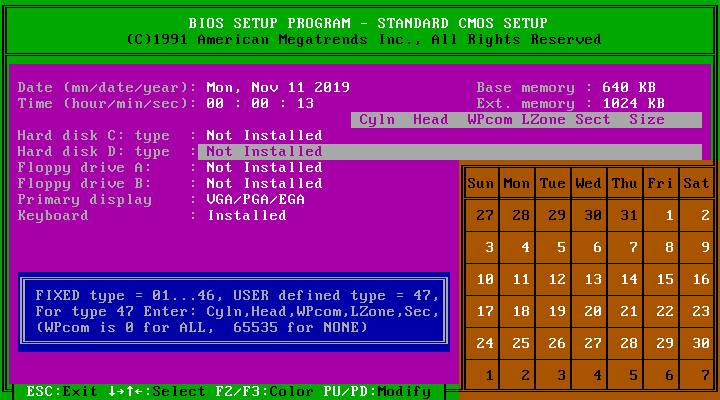 BIOS SETUP PROGRAM - STANDARD CMOS SETUP
(C)1991 American Megatrends Inc., All Rights Reserved
Date (mn/date/year): Mon, Nov 11 2019 Base memory : 640 KB
Time (hour/min/sec): 00 : 00 : 13 Ext. memory : 1024 KB
Cyln Head WPcom LZone Sect Size
Hard disk C: type : Not Installed
Hard disk D: type : Not Installed
Floppy drive A: : Not Installed
Floppy drive B: : Not Installed
Primary display : VGA/PGA/EGA
Keyboard : Installed
FIXED type = 01...46, USER defined type = 47,
For type 47 Enter: Cyln,Head,WPcom,LZone,Sec,
(WPcom is 0 for ALL, 65535 for NONE)
Sun Mon Tue Wed Thu Fri Sat
27 28 29 30 31 1 2
3 4 5 6 7 8 9
10 11 12 13 14 15 16
17 18 19 20 21 22 23
24 25 26 27 28 29 30
1 2 3 4 5 6 7
ESC:Exit ↓→↑←:Select F2/F3:Color PU/PD:Modify